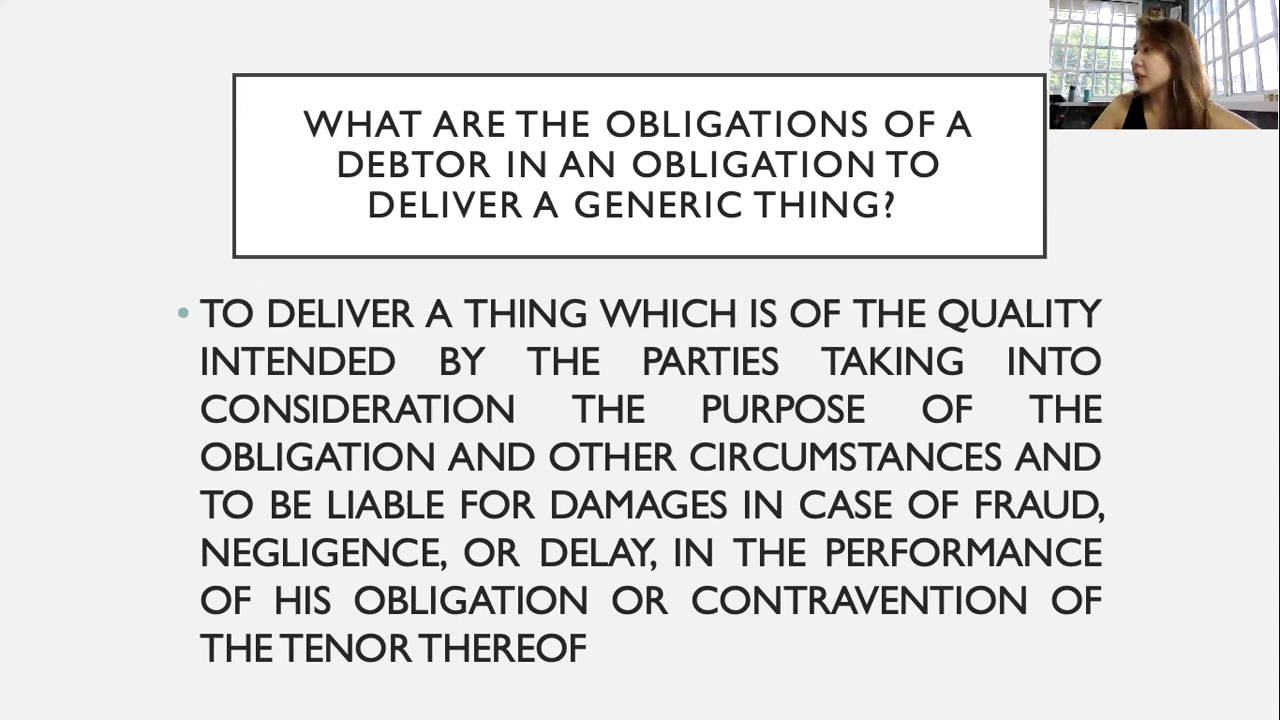 WHAT ARE THE OBLIGATIONS OF A
DEBTOR IN AN OBLIGATION TO
DELIVER A GENERIC THING?
• TO DELIVER A THING WHICH IS OF THE QUALITY
INTENDED BY THE PARTIES TAKING INTO
CONSIDERATION THE PURPOSE OF THE
OBLIGATION AND OTHER CIRCUMSTANCES AND
TO BE LIABLE FOR DAMAGES IN CASE OF FRAUD,
NEGLIGENCE, OR DELAY, IN THE PERFORMANCE
OF HIS OBLIGATION OR CONTRAVENTION OF
THE TENOR THEREOF